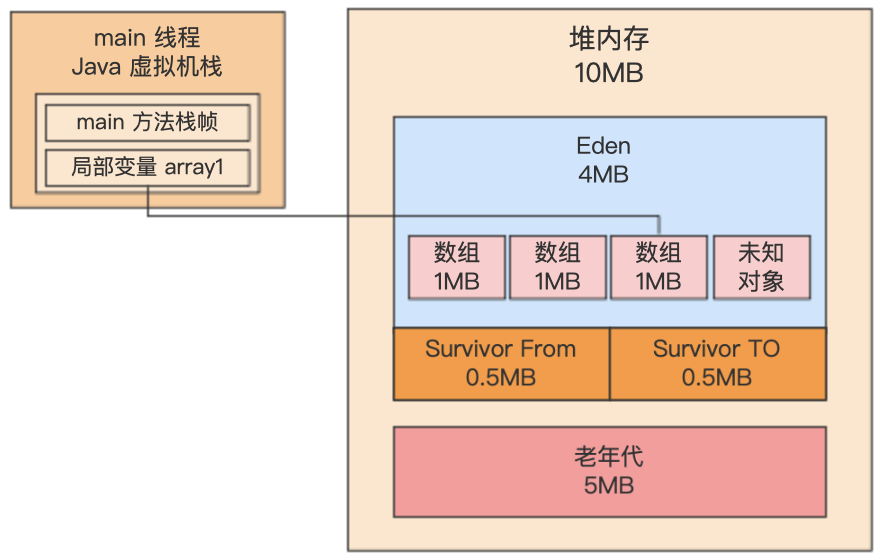 main 线程
Java 虚拟机栈
main 方法栈帧
局部变量 array1
堆内存
10MB
Eden
4MB
数组
1MB
数组
1MB
数组
1MB
未知
对象
Survivor From
0.5MB
Survivor TO
0.5MB
老年代
5MB